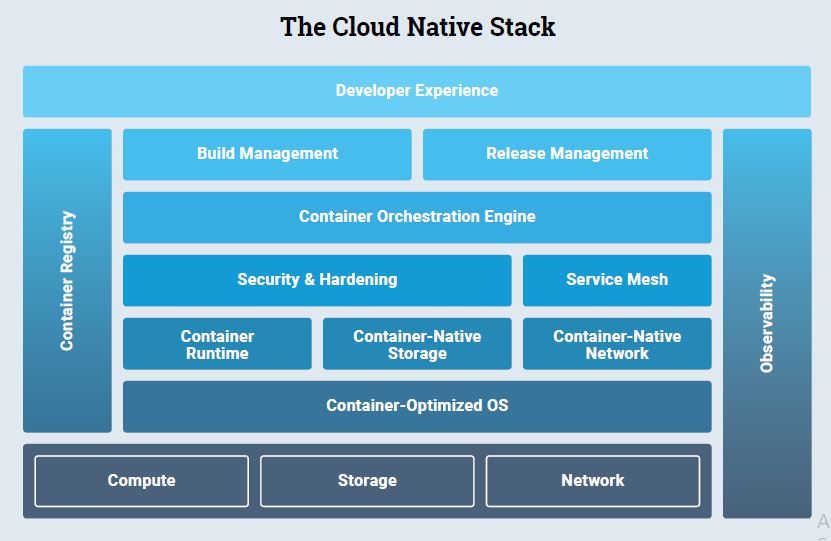 The Cloud Native Stack
Developer Experience
Container Registry
Build Management
Release Management
Container Orchestration Engine
Security & Hardening
Service Mesh
Container
Runtime
Container-Native
Storage
Container-Native
Network
Container-Optimized OS
Observability
Compute
Storage
Network